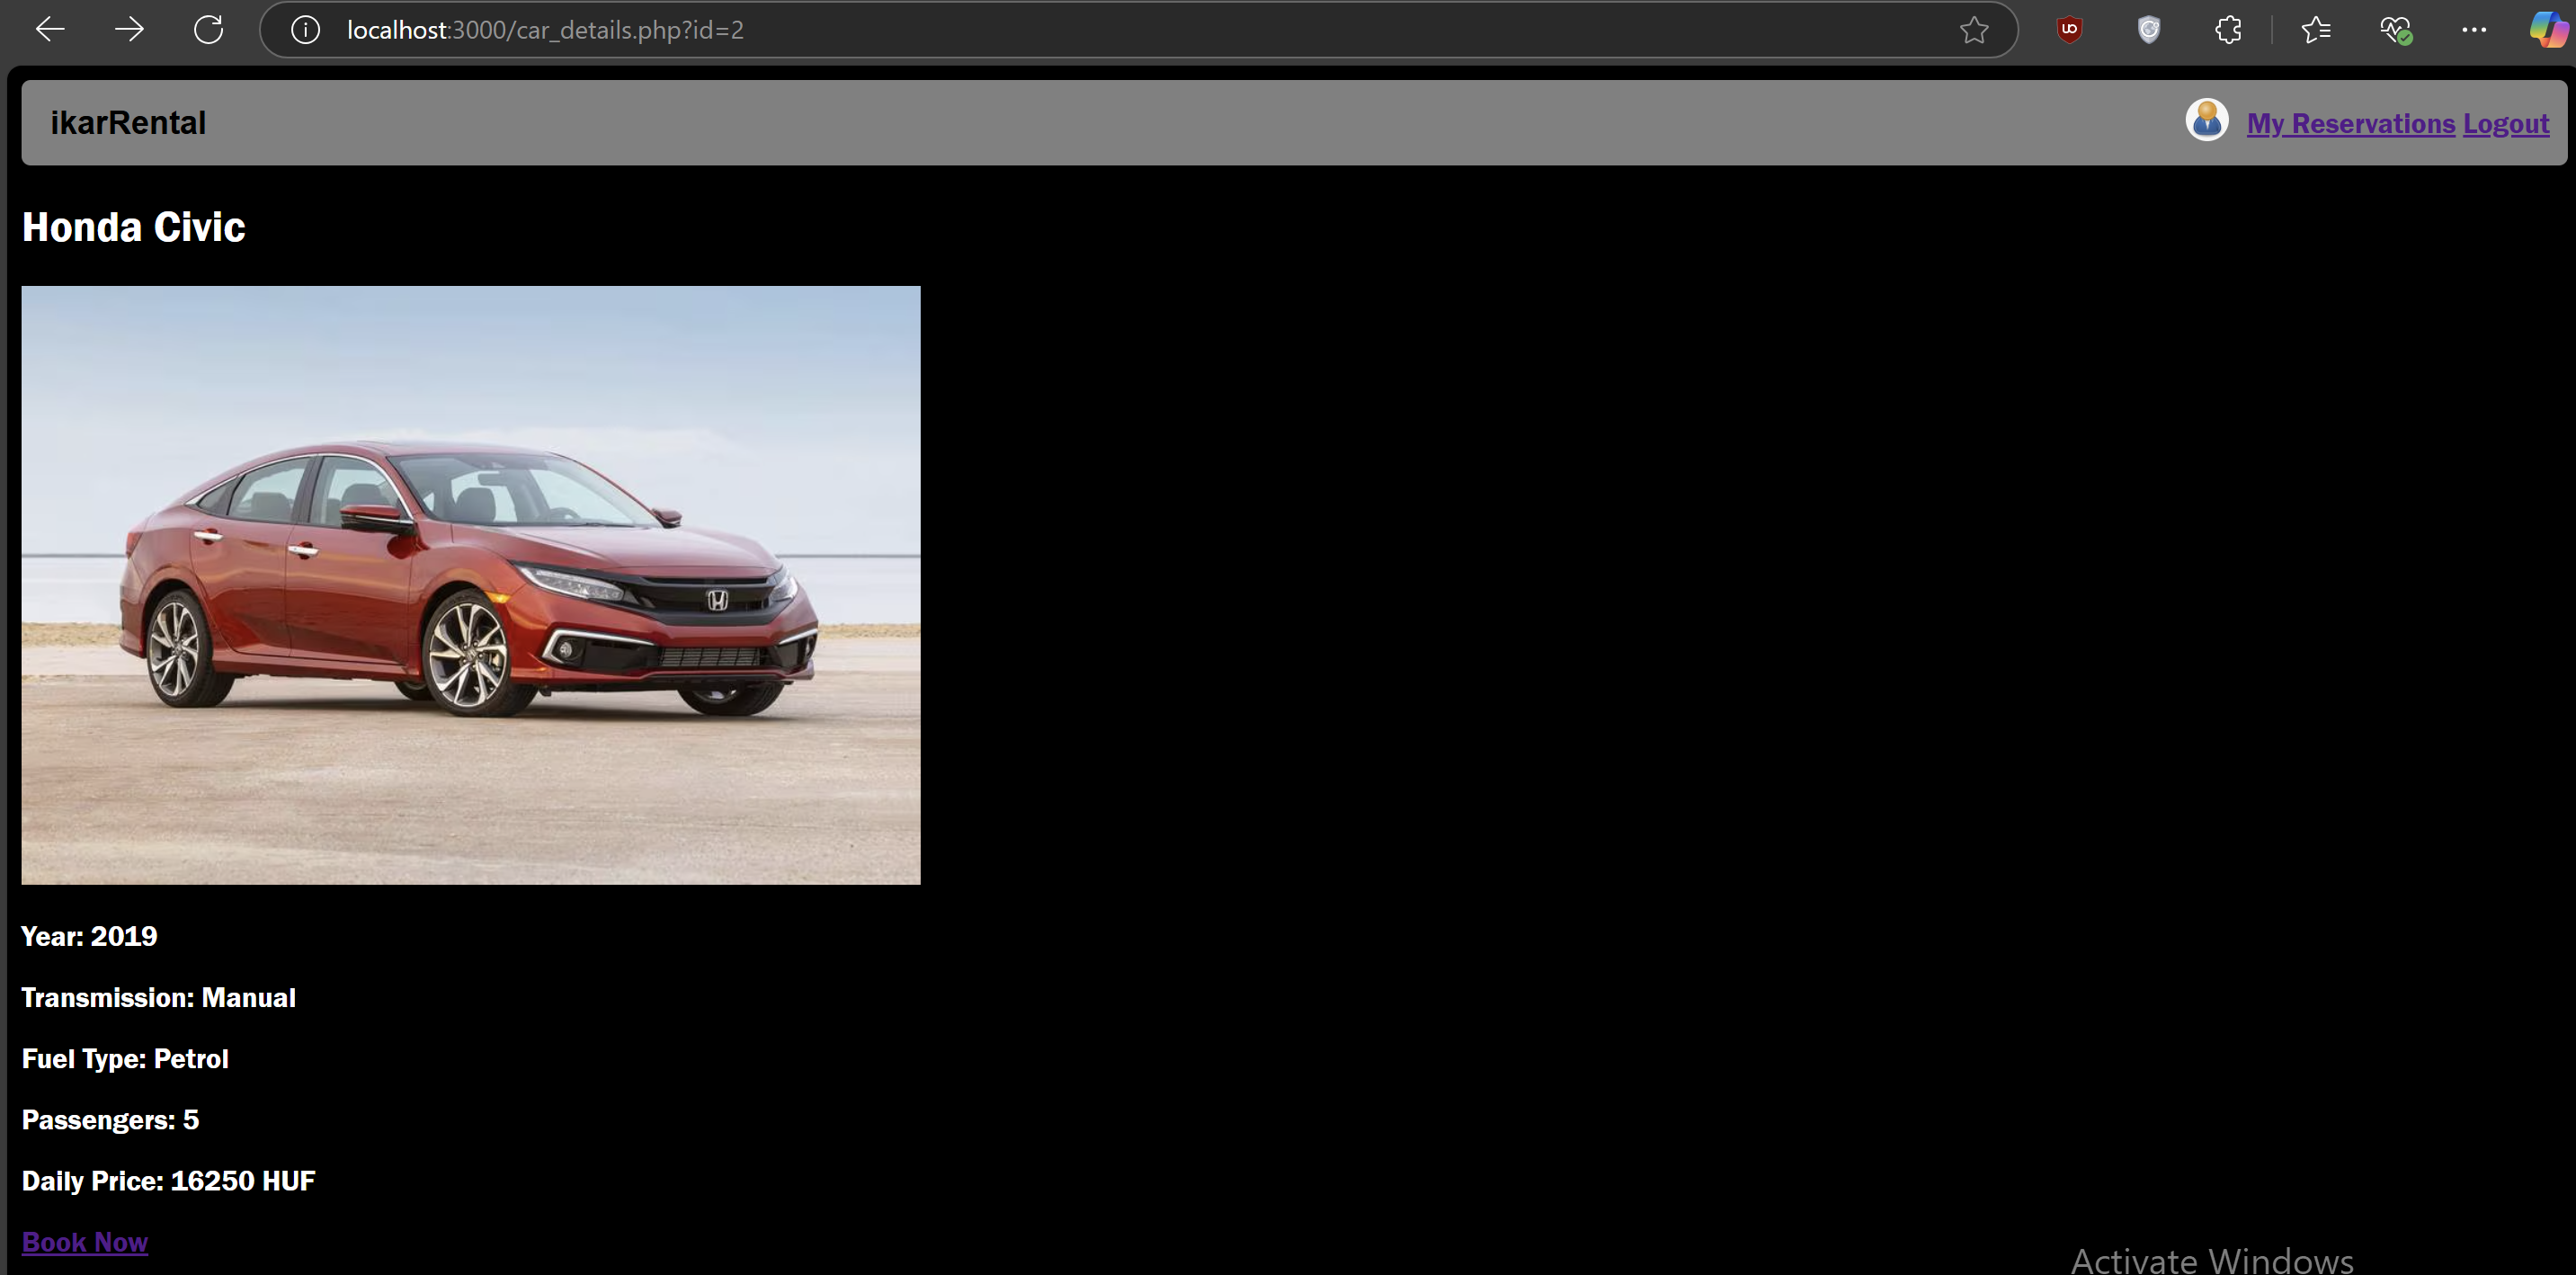 localhost:3000/car_details.php?id=2
ikarRental
My Reservations Logout
Honda Civic
Year: 2019
Transmission: Manual
Fuel Type: Petrol
Passengers: 5
Daily Price: 16250 HUF
Book Now
Activate Windows